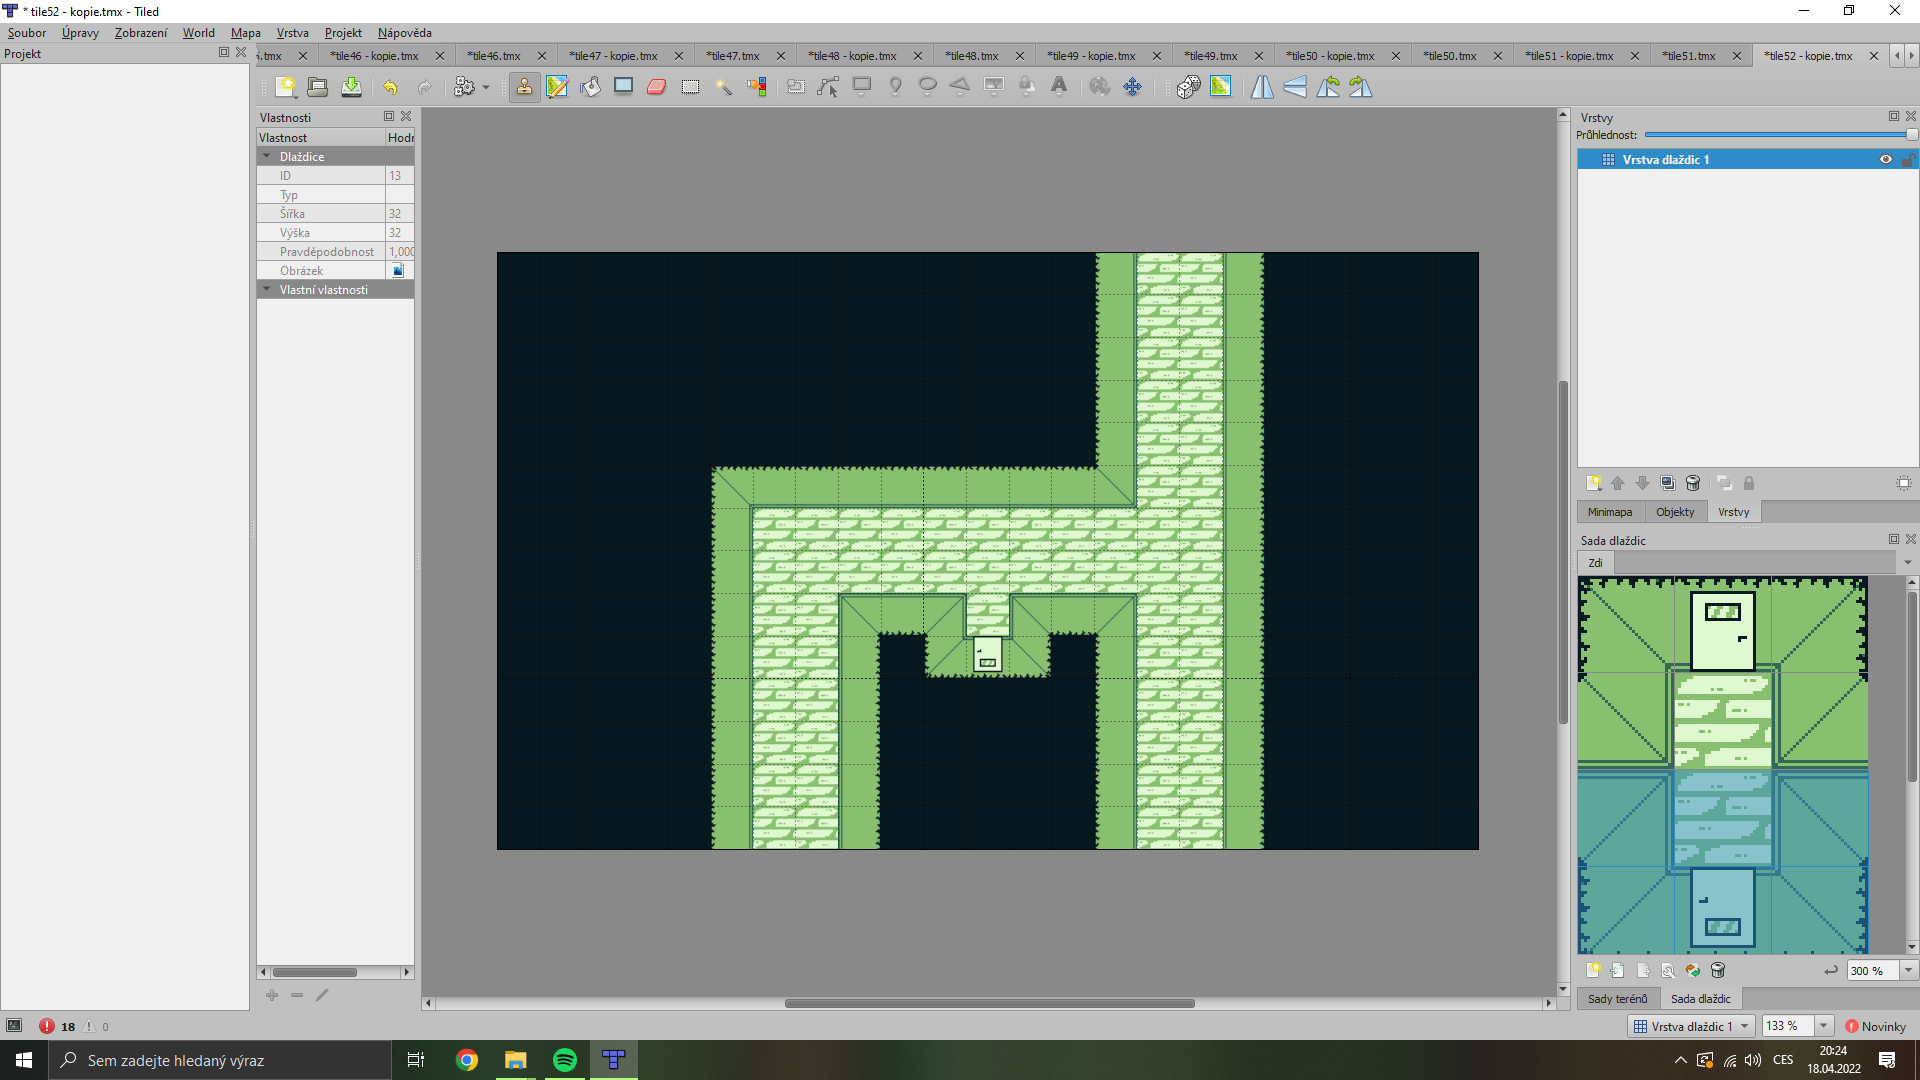 * tile52 - kopie.tmx - Tiled
Soubor Úpravy Zobrazení World Mapa Vrstva Projekt Nápověda
Projekt
.tmx *tile46 - kopie.tmx *tile46.tmx *tile47 - kopie.tmx *tile47.tmx *tile48 - kopie.tmx *tile48.tmx *tile49 - kopie.tmx *tile49.tmx *tile50 - kopie.tmx *tile50.tmx *tile51 - kopie.tmx *tile51.tmx *tile52 - kopie.tmx
Vlastnosti
Vlastnost Hodr
Dlaždice
ID 13
Typ
Šířka 32
Výška 32
Pravděpodobnost 1,000
Obrázek
Vlastní vlastnosti
Vrstvy
Průhlednost:
Vrstva dlaždic 1
Minimapa Objekty Vrstvy
Sada dlaždic
Zdi
300 %
Sady terénů Sada dlaždic
18 0
Vrstva dlaždic 1 133 % Novinky
Sem zadejte hledaný výraz
CES
20:24
18.04.2022